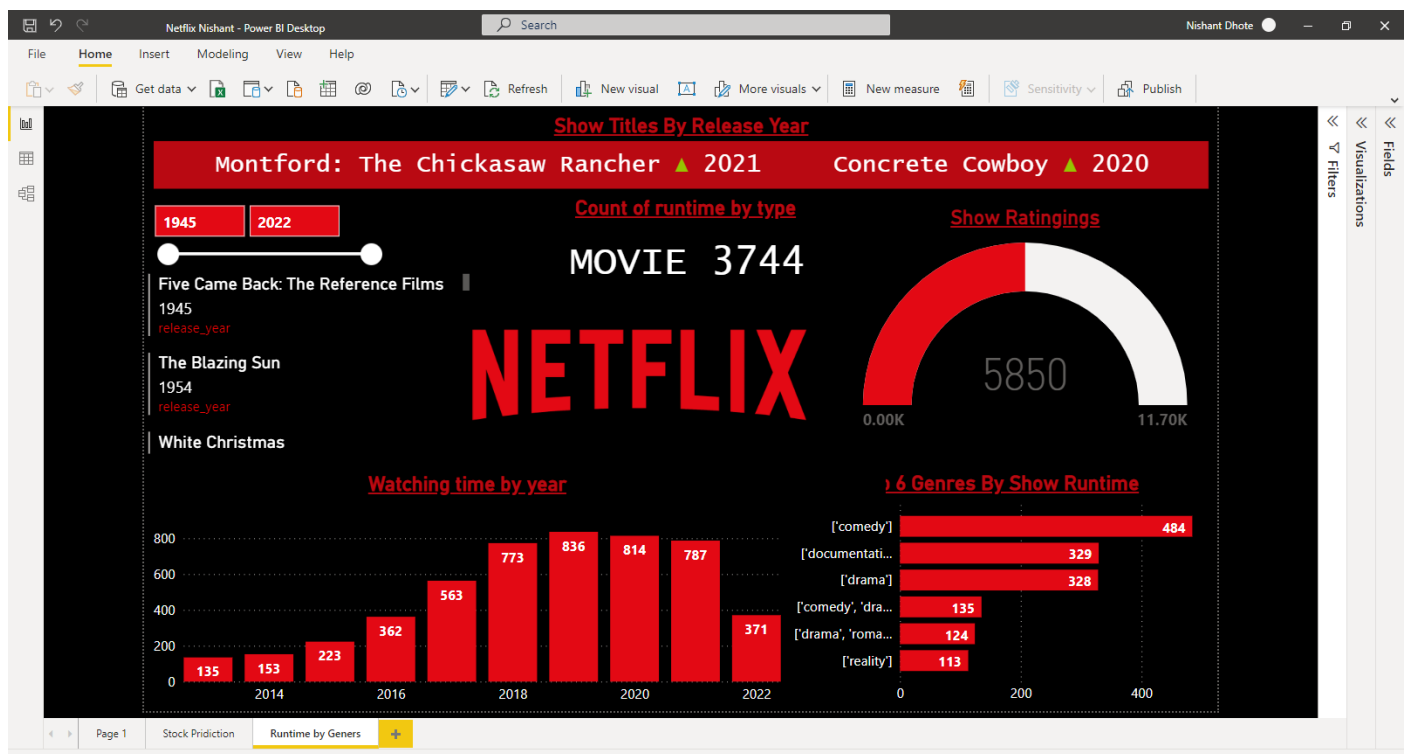 Netflix Nishant - Power BI Desktop
Search
Nishant Dhote
File Home Insert Modeling View Help
Get data Refresh New visual More visuals New measure Sensitivity Publish
Show Titles By Release Year
Montford: The Chickasaw Rancher ▲ 2021 Concrete Cowboy ▲ 2020
Filters
Visualizations
Fields
1945 2022
Five Came Back: The Reference Films
1945
release_year
The Blazing Sun
1954
release_year
White Christmas
Count of runtime by type
MOVIE 3744
NETFLIX
Show Ratingings
5850
0.00K 11.70K
Watching time by year
800
600
400
200
0
135 153 223 362 563 773 836 814 787 371
2014 2016 2018 2020 2022
6 Genres By Show Runtime
['comedy'] 484
['documentati... 329
['drama'] 328
['comedy', 'dra... 135
['drama', 'roma... 124
['reality'] 113
0 200 400
Page 1 Stock Pridiction Runtime by Geners +